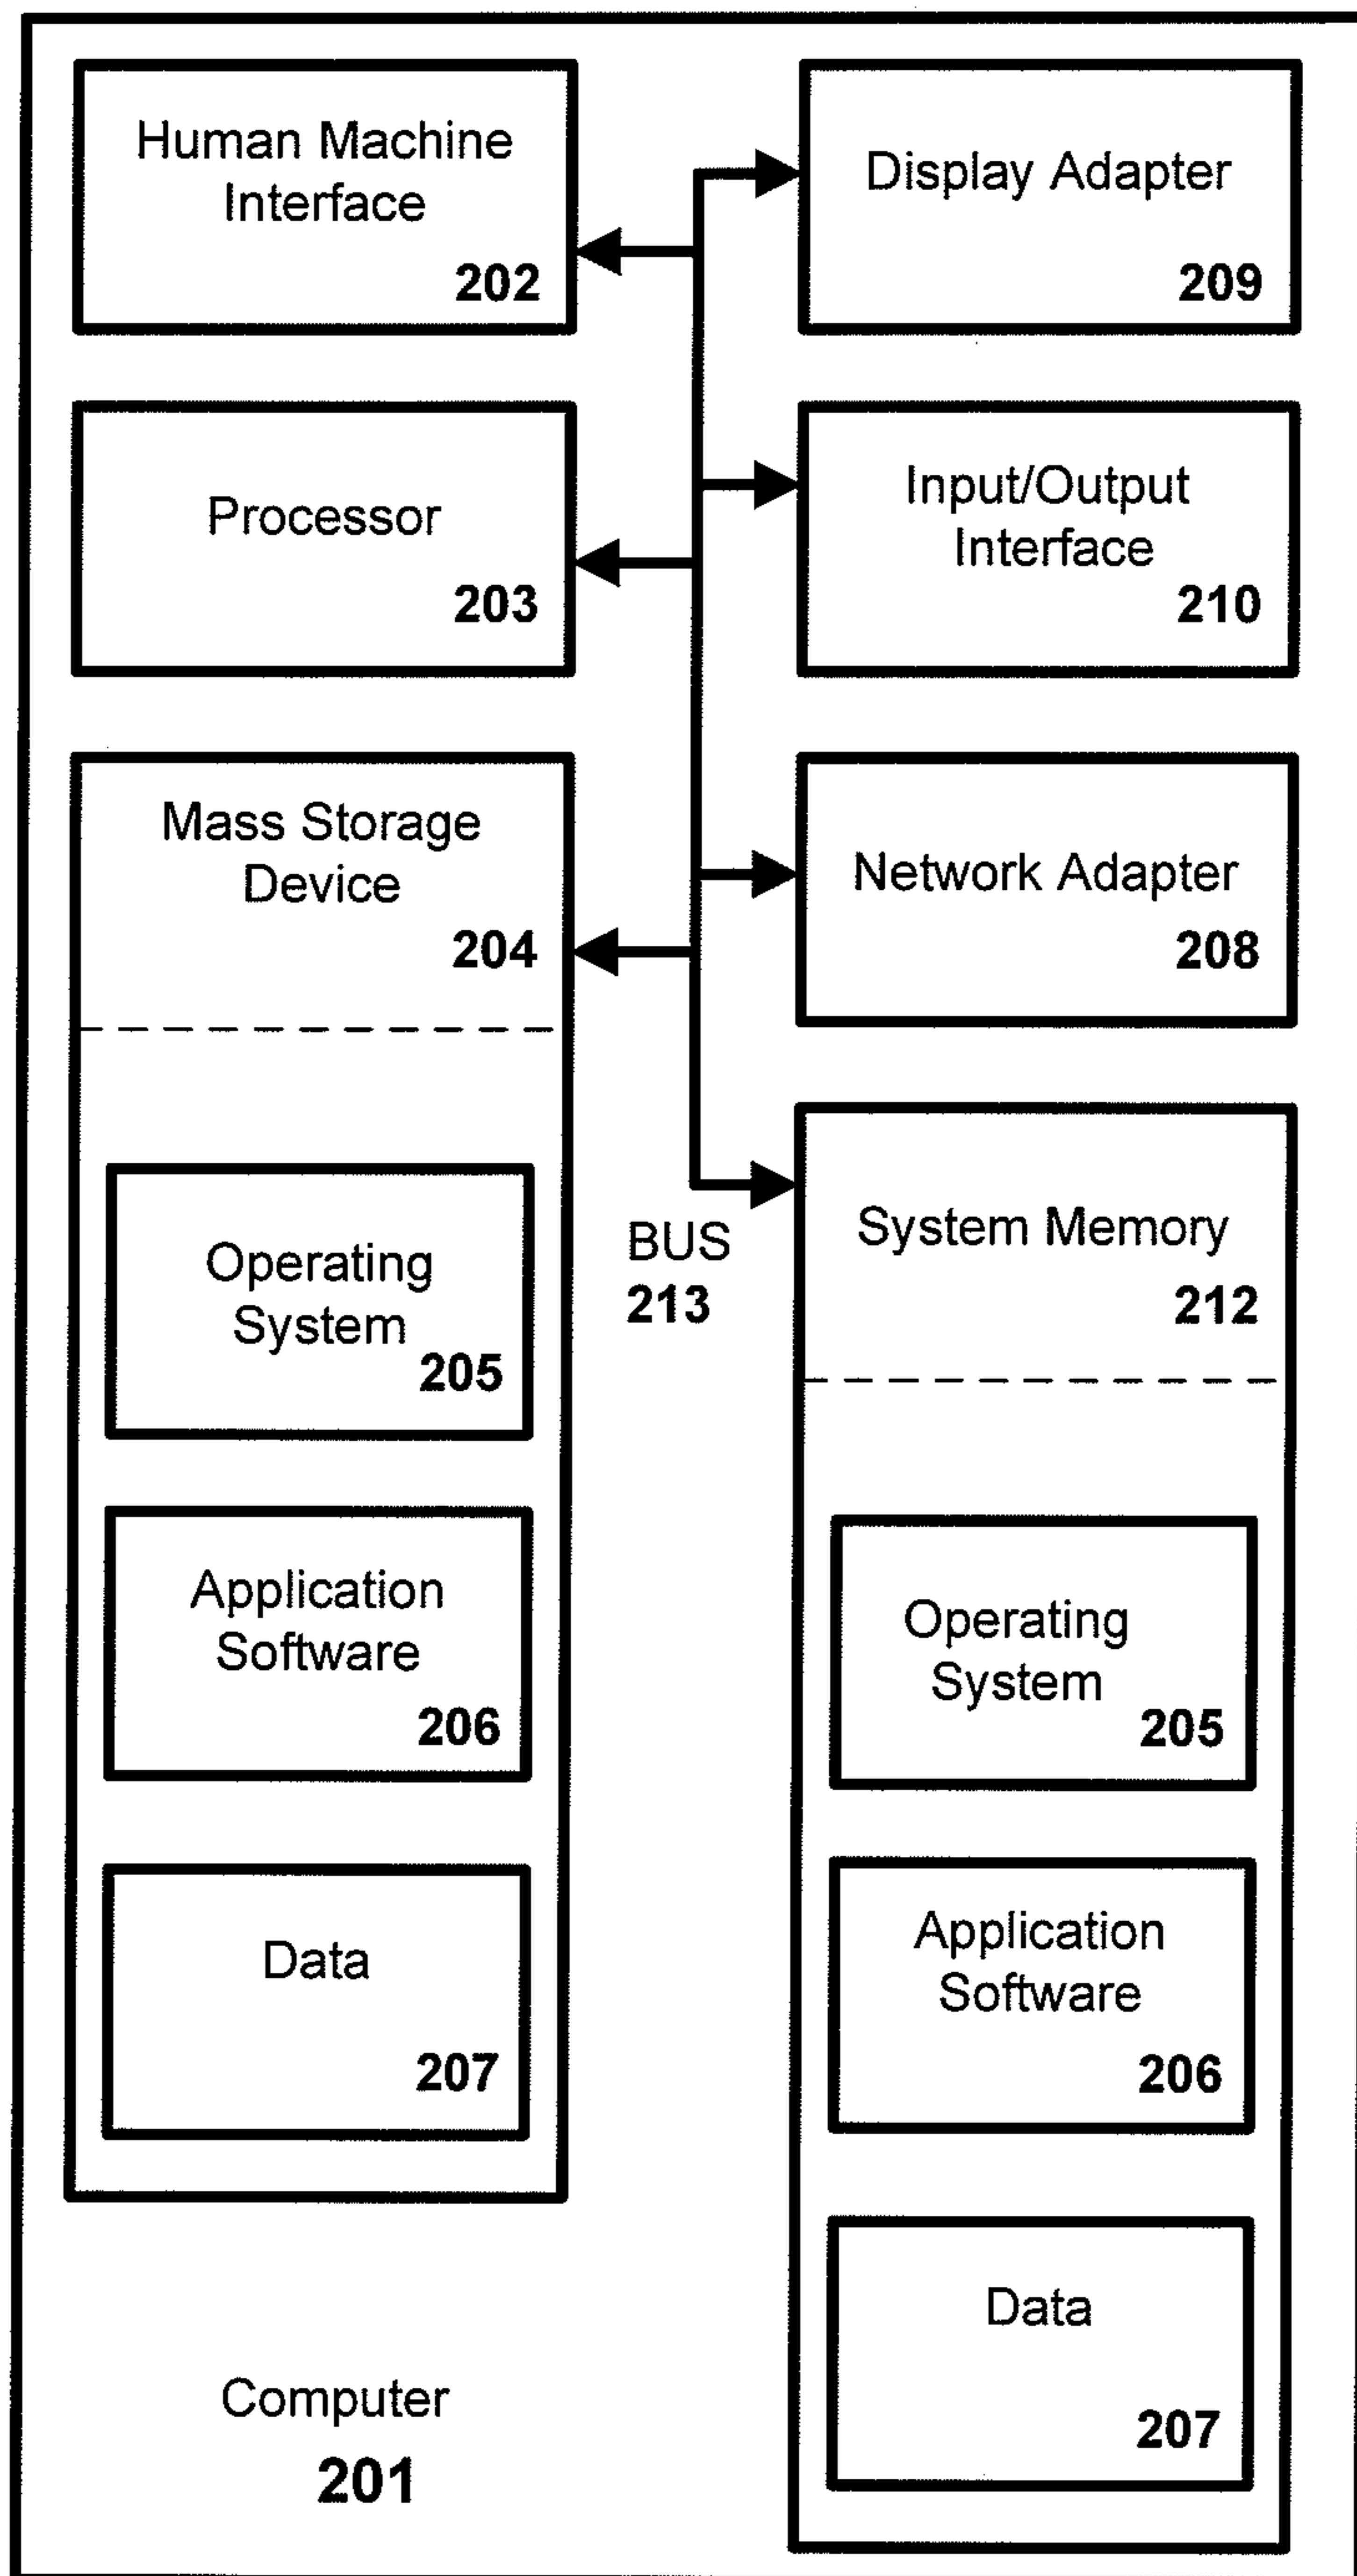 Human Machine
Interface
202
Processor
203
Mass Storage
Device
204
Operating
System
205
Application
Software
206
Data
207
Computer
201
BUS
213
Display Adapter
209
Input/Output
Interface
210
Network Adapter
208
System Memory
212
Operating
System
205
Application
Software
206
Data
207